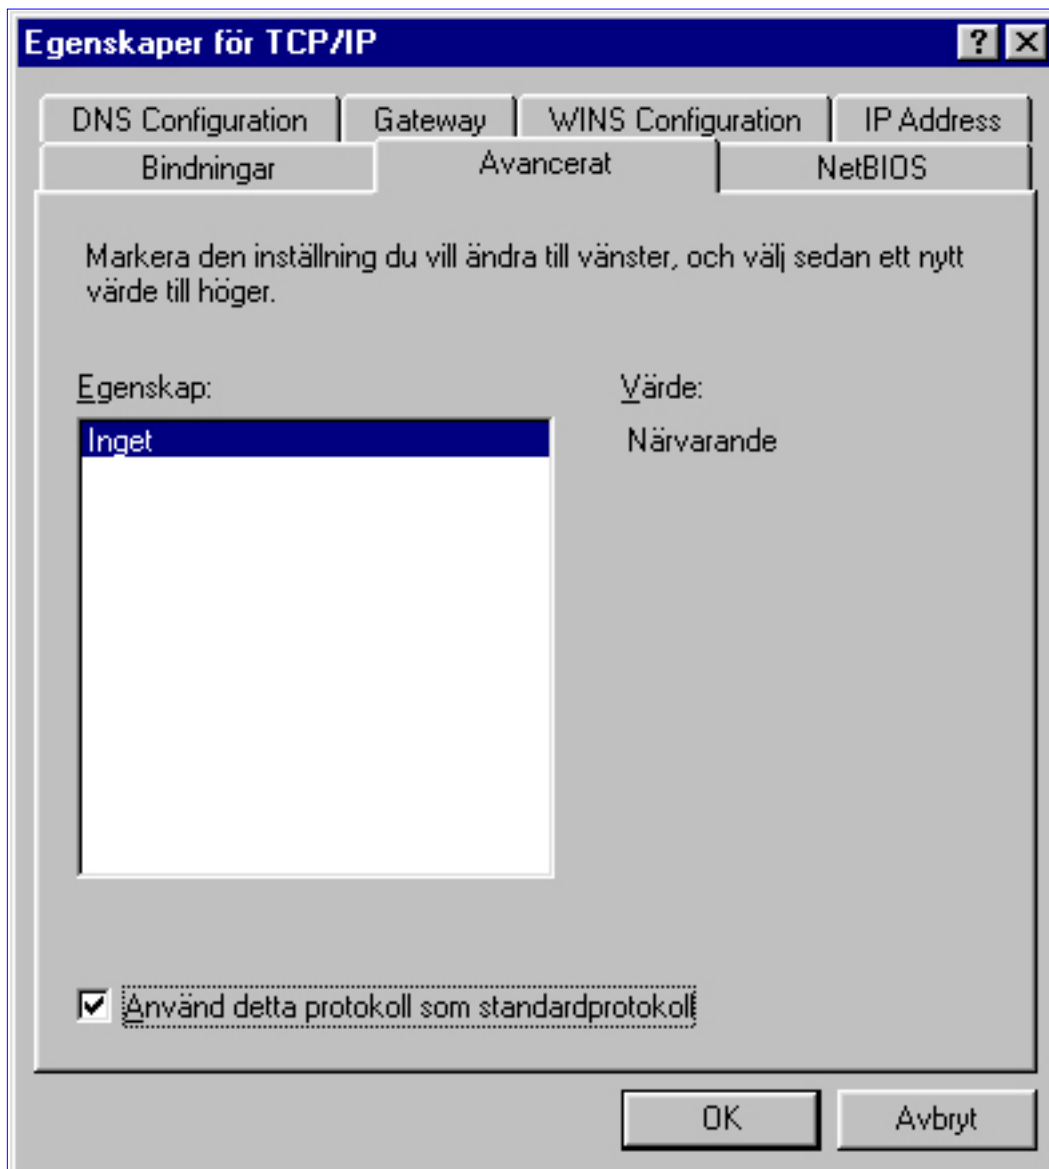 Egenskaper för TCP/IP
DNS Configuration
Gateway
WINS Configuration
IP Address
Bindningar
Avancerat
NetBIOS
Markera den inställning du vill ändra till vänster, och välj sedan ett nytt
värde till höger.
Egenskap:
Värde:
Inget
Närvarande
Använd detta protokoll som standardprotokoll
OK
Avbryt